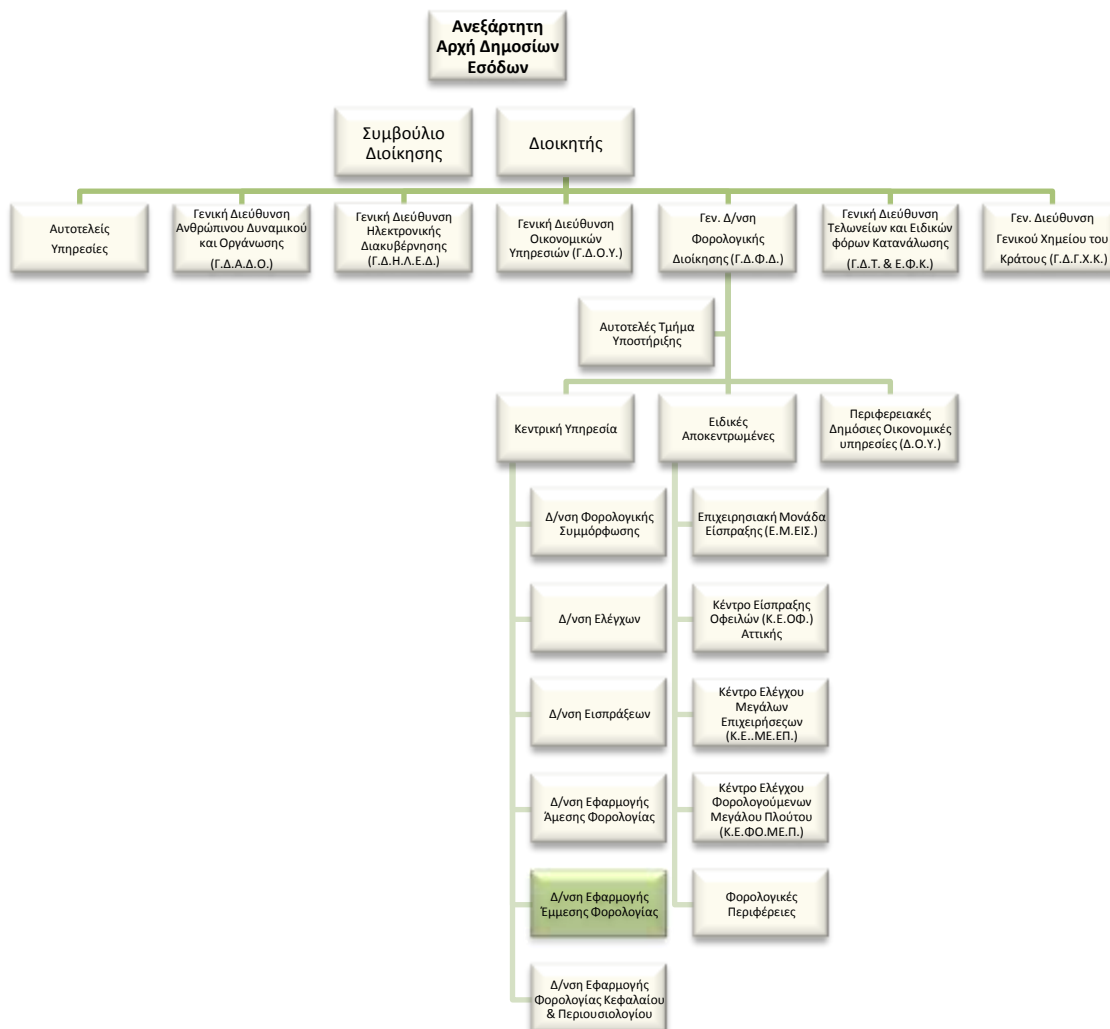 Ανεξάρτητη
Αρχή Δημοσίων
Εσόδων
Συμβούλιο
Διοίκησης
Διοικητής
Αυτοτελείς
Υπηρεσίες
Γενική Διεύθυνση
Ανθρώπινου Δυναμικού
και Οργάνωσης
(Γ.Δ.Α.Δ.Ο.)
Γενική Διεύθυνση
Ηλεκτρονικής
Διακυβέρνησης
(Γ.Δ.Η.Λ.Ε.Δ.)
Γενική Διεύθυνση
Οικονομικών
Υπηρεσιών (Γ.Δ.Ο.Υ.)
Γεν. Δ/νση
Φορολογικής
Διοίκησης (Γ.Δ.Φ.Δ.)
Γενική Διεύθυνση
Τελωνείων και Ειδικών
φόρων Κατανάλωσης
(Γ.Δ.Τ. & Ε.Φ.Κ.)
Γεν. Διεύθυνση
Γενικού Χημείου του
Κράτους (Γ.Δ.Γ.Χ.Κ.)
Αυτοτελές Τμήμα
Υποστήριξης
Κεντρική Υπηρεσία
Ειδικές
Αποκεντρωμένες
Περιφερειακές
Δημόσιες Οικονομικές
υπηρεσίες (Δ.Ο.Υ.)
Δ/νση Φορολογικής
Συμμόρφωσης
Επιχειρησιακή Μονάδα
Είσπραξης (Ε.Μ.ΕΙΣ.)
Δ/νση Ελέγχων
Κέντρο Είσπραξης
Οφειλών (Κ.Ε.ΟΦ.)
Αττικής
Δ/νση Εισπράξεων
Κέντρο Ελέγχου
Μεγάλων
Επιχειρήσεςων
(Κ.Ε..ΜΕ.ΕΠ.)
Δ/νση Εφαρμογής
Άμεσης Φορολογίας
Κέντρο Ελέγχου
Φορολογούμενων
Μεγάλου Πλούτου
(Κ.Ε.ΦΟ.ΜΕ.Π.)
Δ/νση Εφαρμογής
Έμμεσης Φορολογίας
Φορολογικές
Περιφέρειες
Δ/νση Εφαρμογής
Φορολογίας Κεφαλαίου
& Περιουσιολογίου